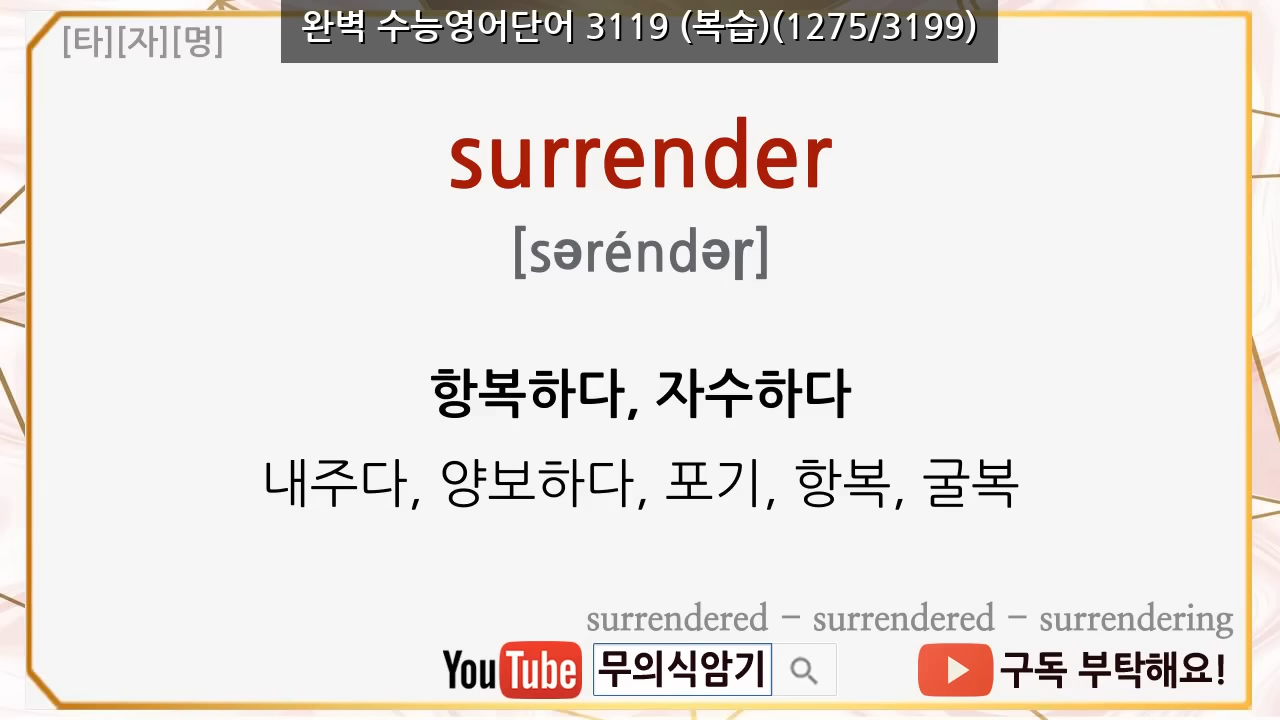 완벽 수능영어단어 3119 (복습)(1275/3199)
[타][자][명]
surrender
[səréndəɼ]
항복하다, 자수하다
내주다, 양보하다, 포기, 항복, 굴복
surrendered - surrendered - surrendering
YouTube 무의식암기 구독 부탁해요!